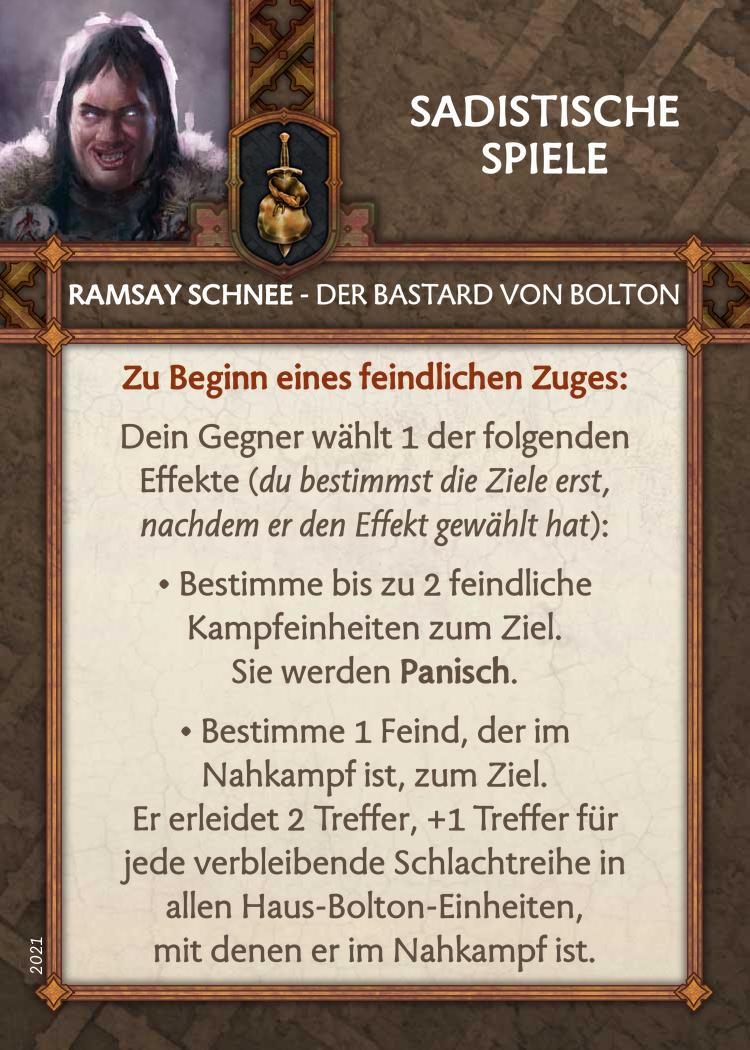 SADISTISCHE
SPIELE
RAMSAY SCHNEE - DER BASTARD VON BOLTON
Zu Beginn eines feindlichen Zuges:
Dein Gegner wählt 1 der folgenden
Effekte (du bestimmst die Ziele erst,
nachdem er den Effekt gewählt hat):
• Bestimme bis zu 2 feindliche
Kampfeinheiten zum Ziel.
Sie werden Panisch.
• Bestimme 1 Feind, der im
Nahkampf ist, zum Ziel.
Er erleidet 2 Treffer, +1 Treffer für
jede verbleibende Schlachtreihe in
allen Haus-Bolton-Einheiten,
mit denen er im Nahkampf ist.
2021